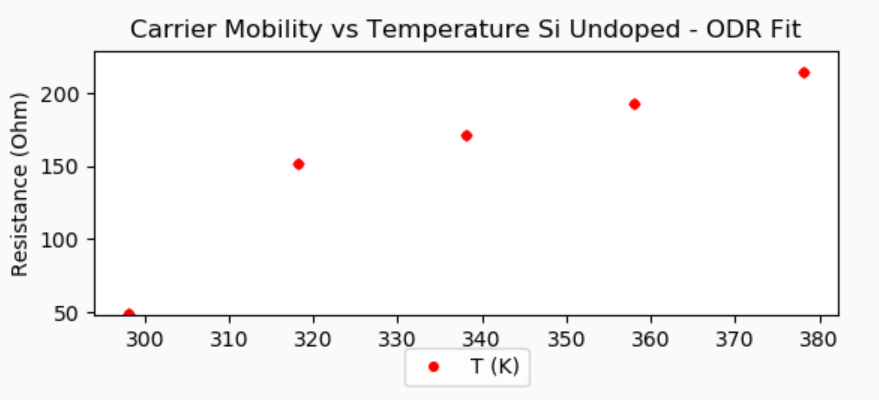 Carrier Mobility vs Temperature Si Undoped - ODR Fit
Resistance (Ohm)
200
150
100
50
300 310 320 330 340 350 360 370 380
T (K)